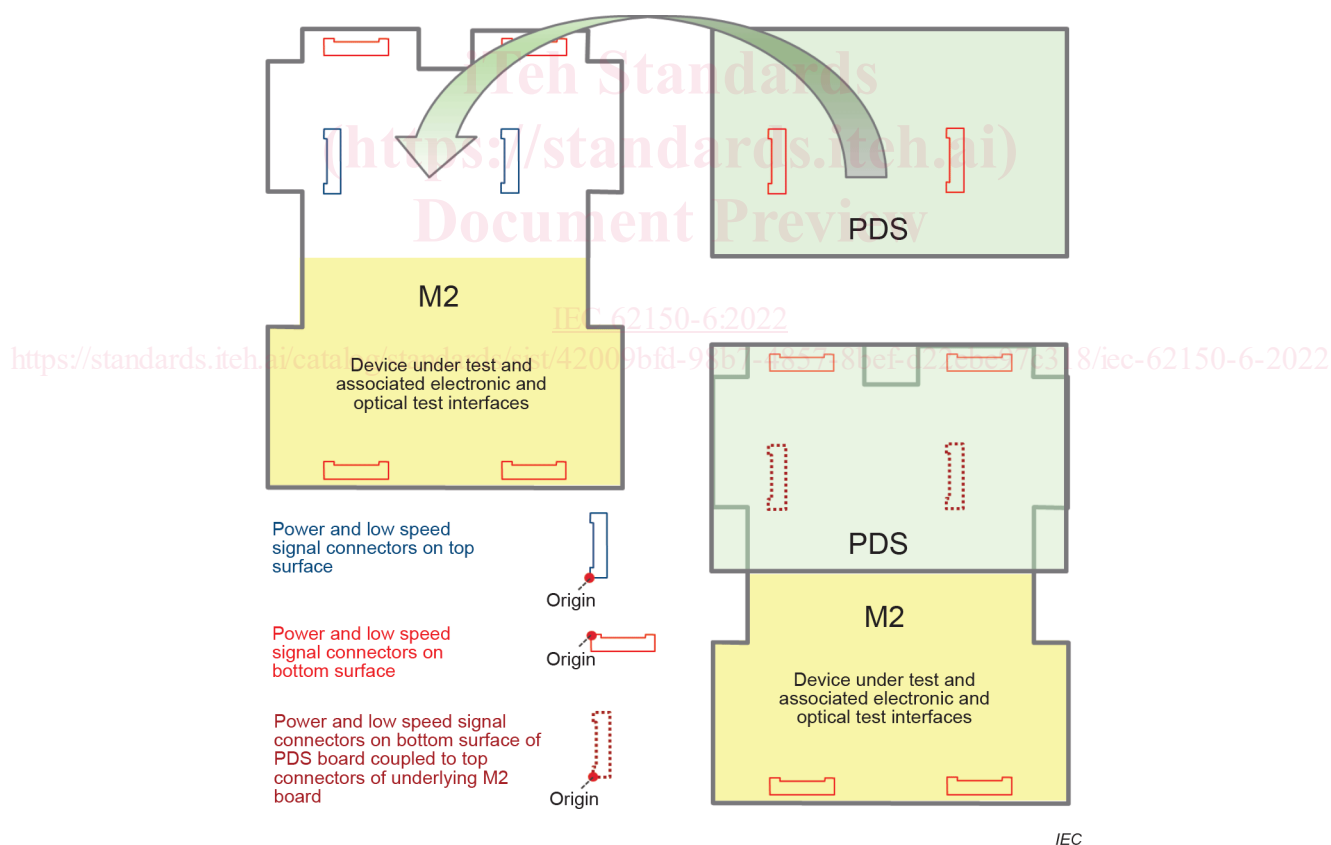 iTeh Standards
(https://standards.iteh.ai)
Document Preview
PDS
M2
IEC 62150-6:2022
https://standards.iteh.ai/catalog/standards/sist/42009bfd-98b7-4857-8bef-d22cbc97c318/iec-62150-6-2022
Device under test and
associated electronic and
optical test interfaces
Power and low speed
signal connectors on top
surface
Origin
Power and low speed
signal connectors on
bottom surface
Origin
Power and low speed signal
connectors on bottom surface of
PDS board coupled to top
connectors of underlying M2
board
Origin
PDS
M2
Device under test and
associated electronic and
optical test interfaces
IEC